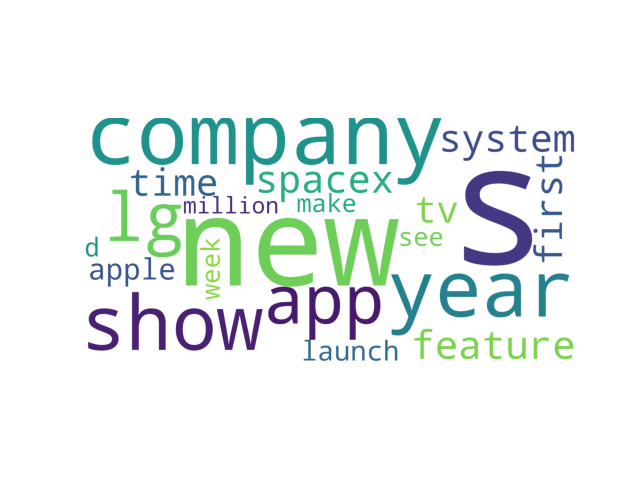 company
system
time
spacex
first
lg
million
make
tv
s
new
see
d
apple
week
year
show
app
launch
feature